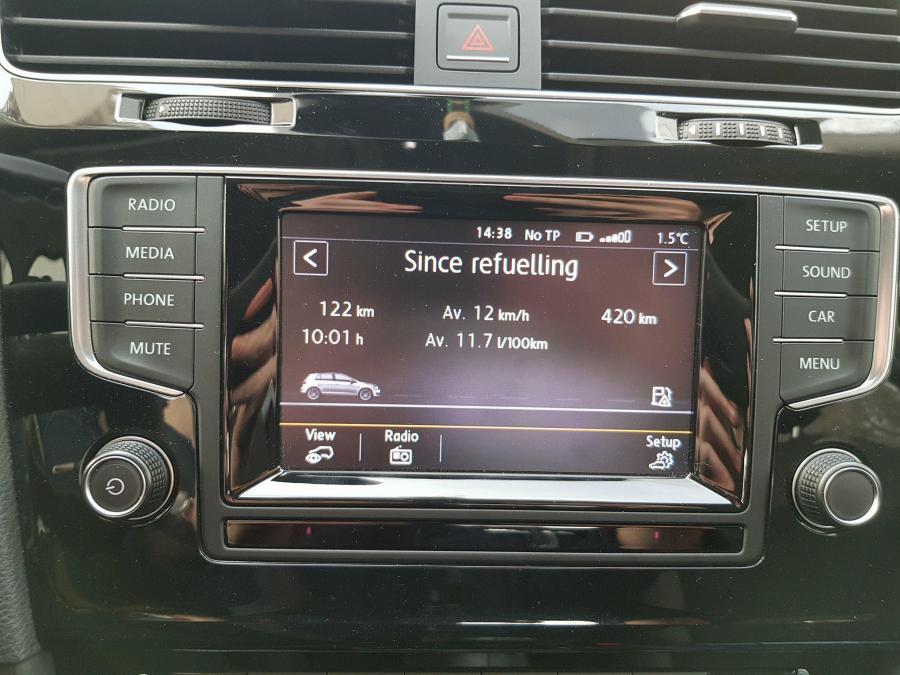 RADIO
MEDIA
PHONE
MUTE
14:38 No TP 1.5°C
< Since refuelling >
122 km Av. 12 km/h 420 km
10:01 h Av. 11.7 l/100km
View Radio Setup
SETUP
SOUND
CAR
MENU